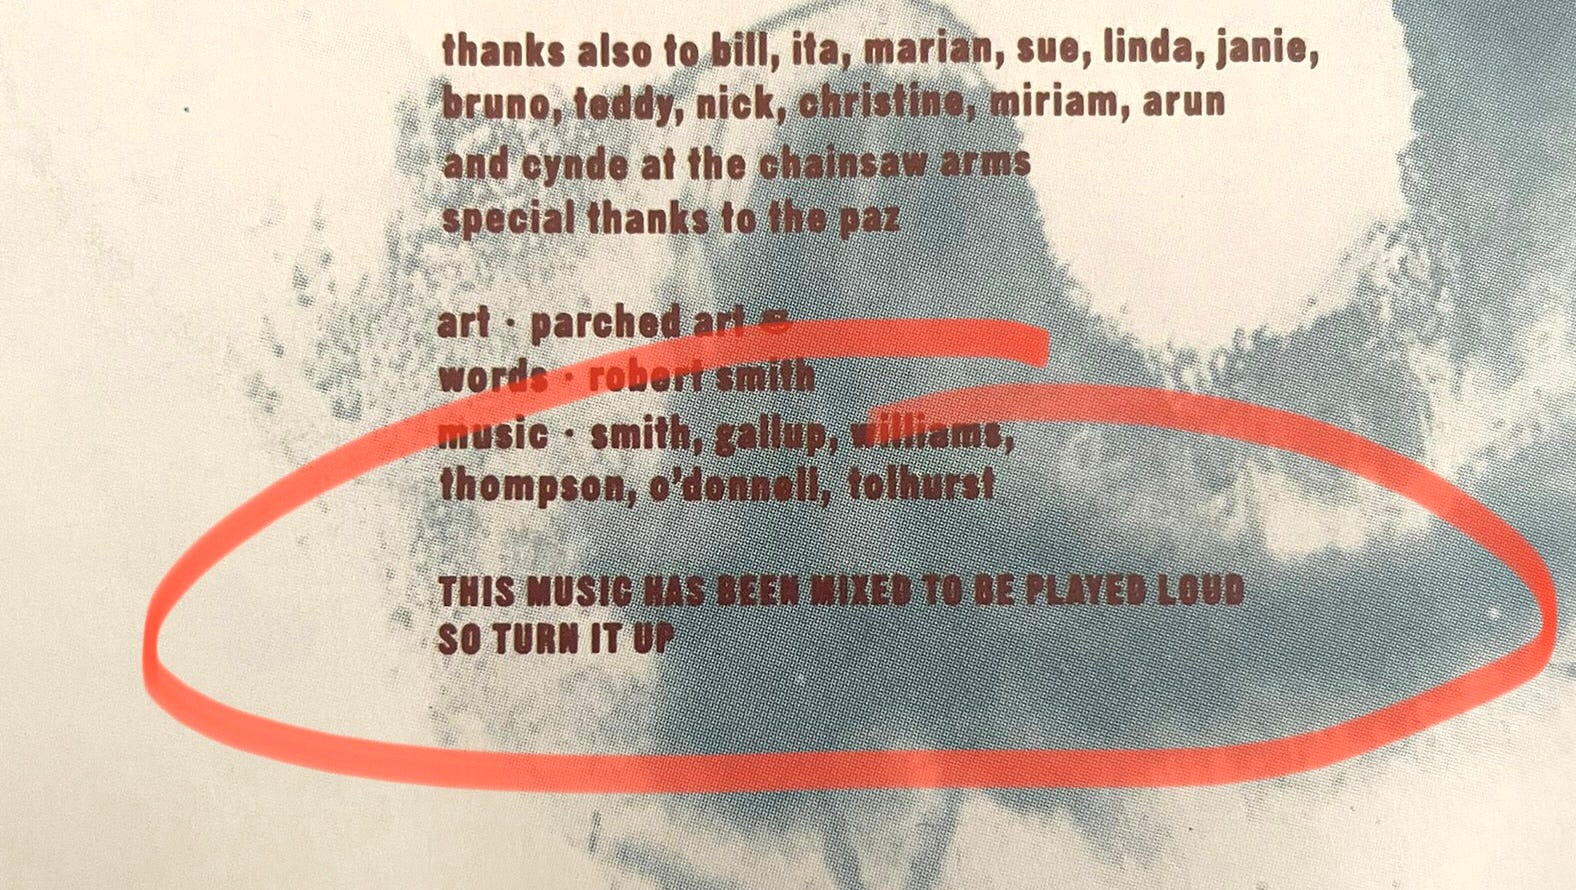 thanks also to bill, ita, marian, sue, linda, janie,
bruno, teddy, nick, christine, miriam, arun
and cynde at the chainsaw arms
special thanks to the paz
art · parched art &
words · robert smith
music · smith, gallup, williams,
thompson, o'donnell, tolhurst
THIS MUSIC HAS BEEN MIXED TO BE PLAYED LOUD
SO TURN IT UP